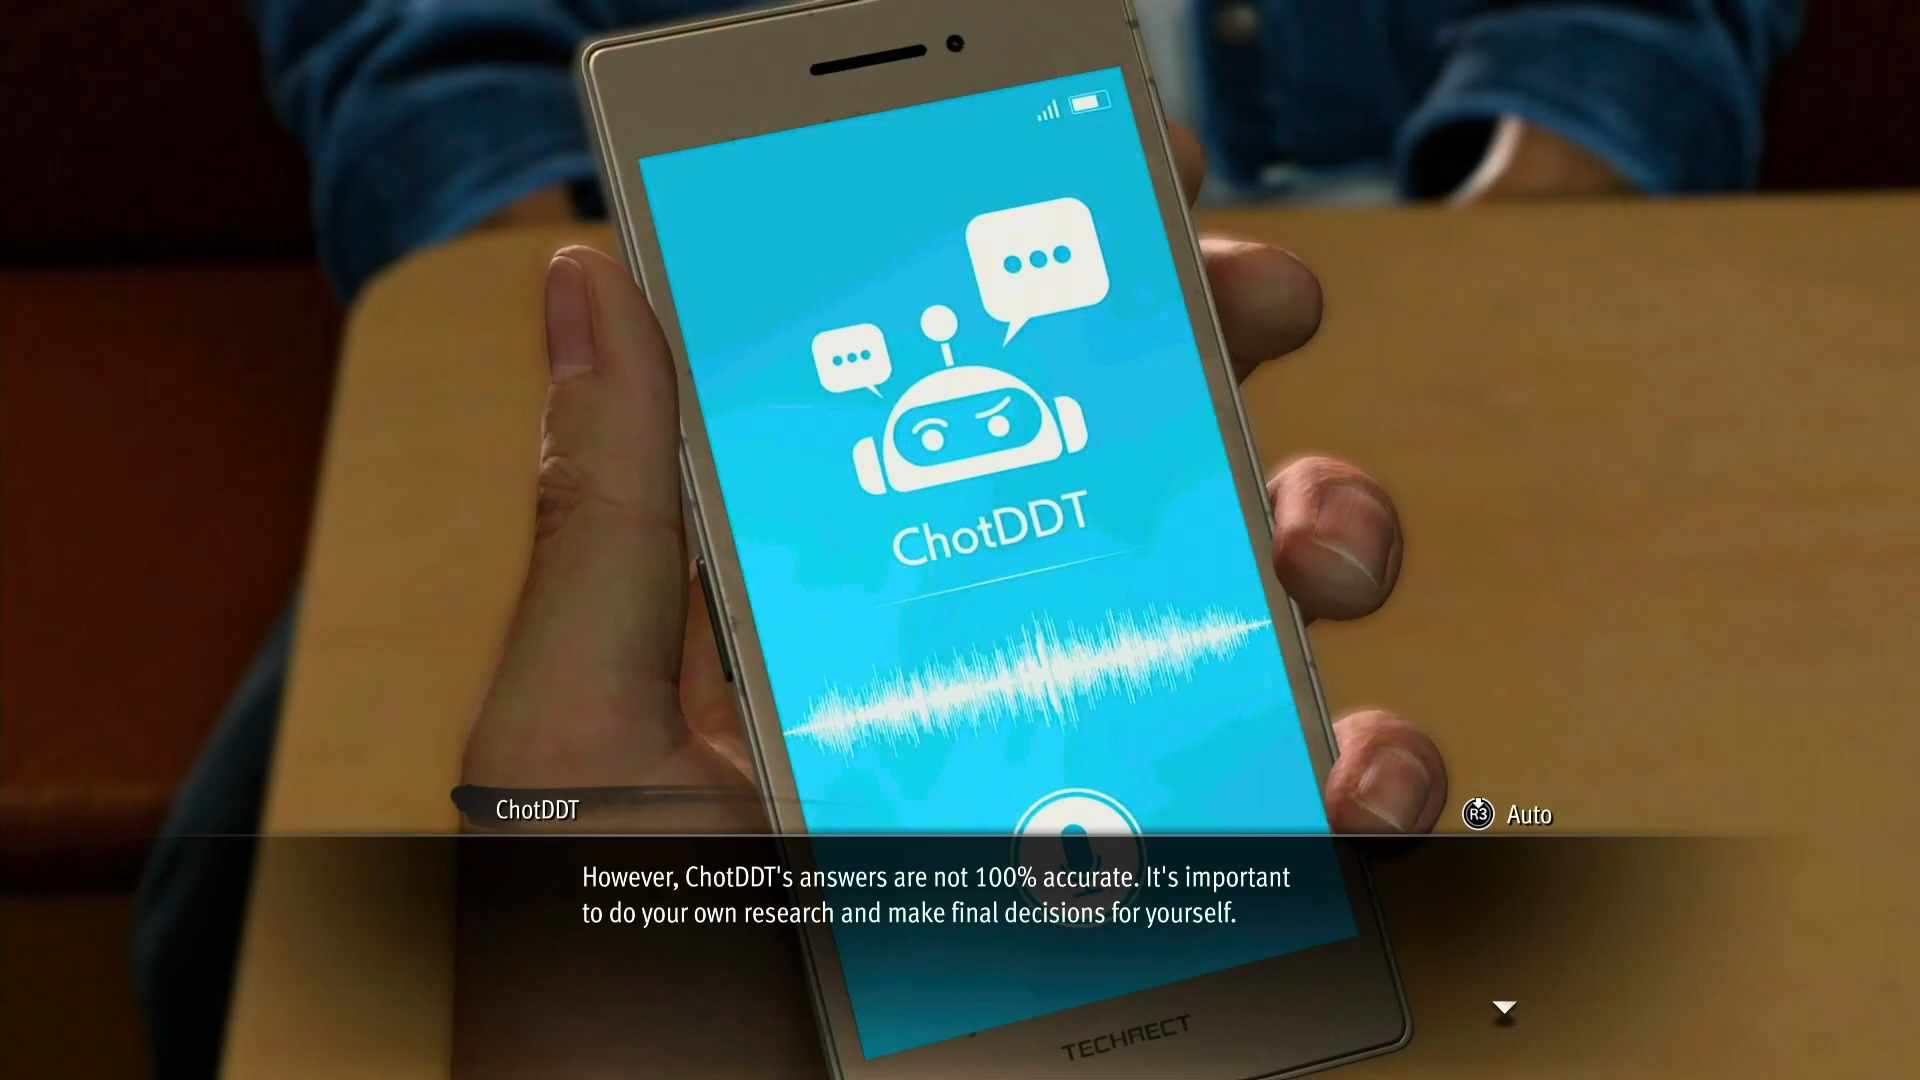 ChotDDT
ChotDDT
R3 Auto
However, ChotDDT's answers are not 100% accurate. It's important
to do your own research and make final decisions for yourself.
TECHRECT